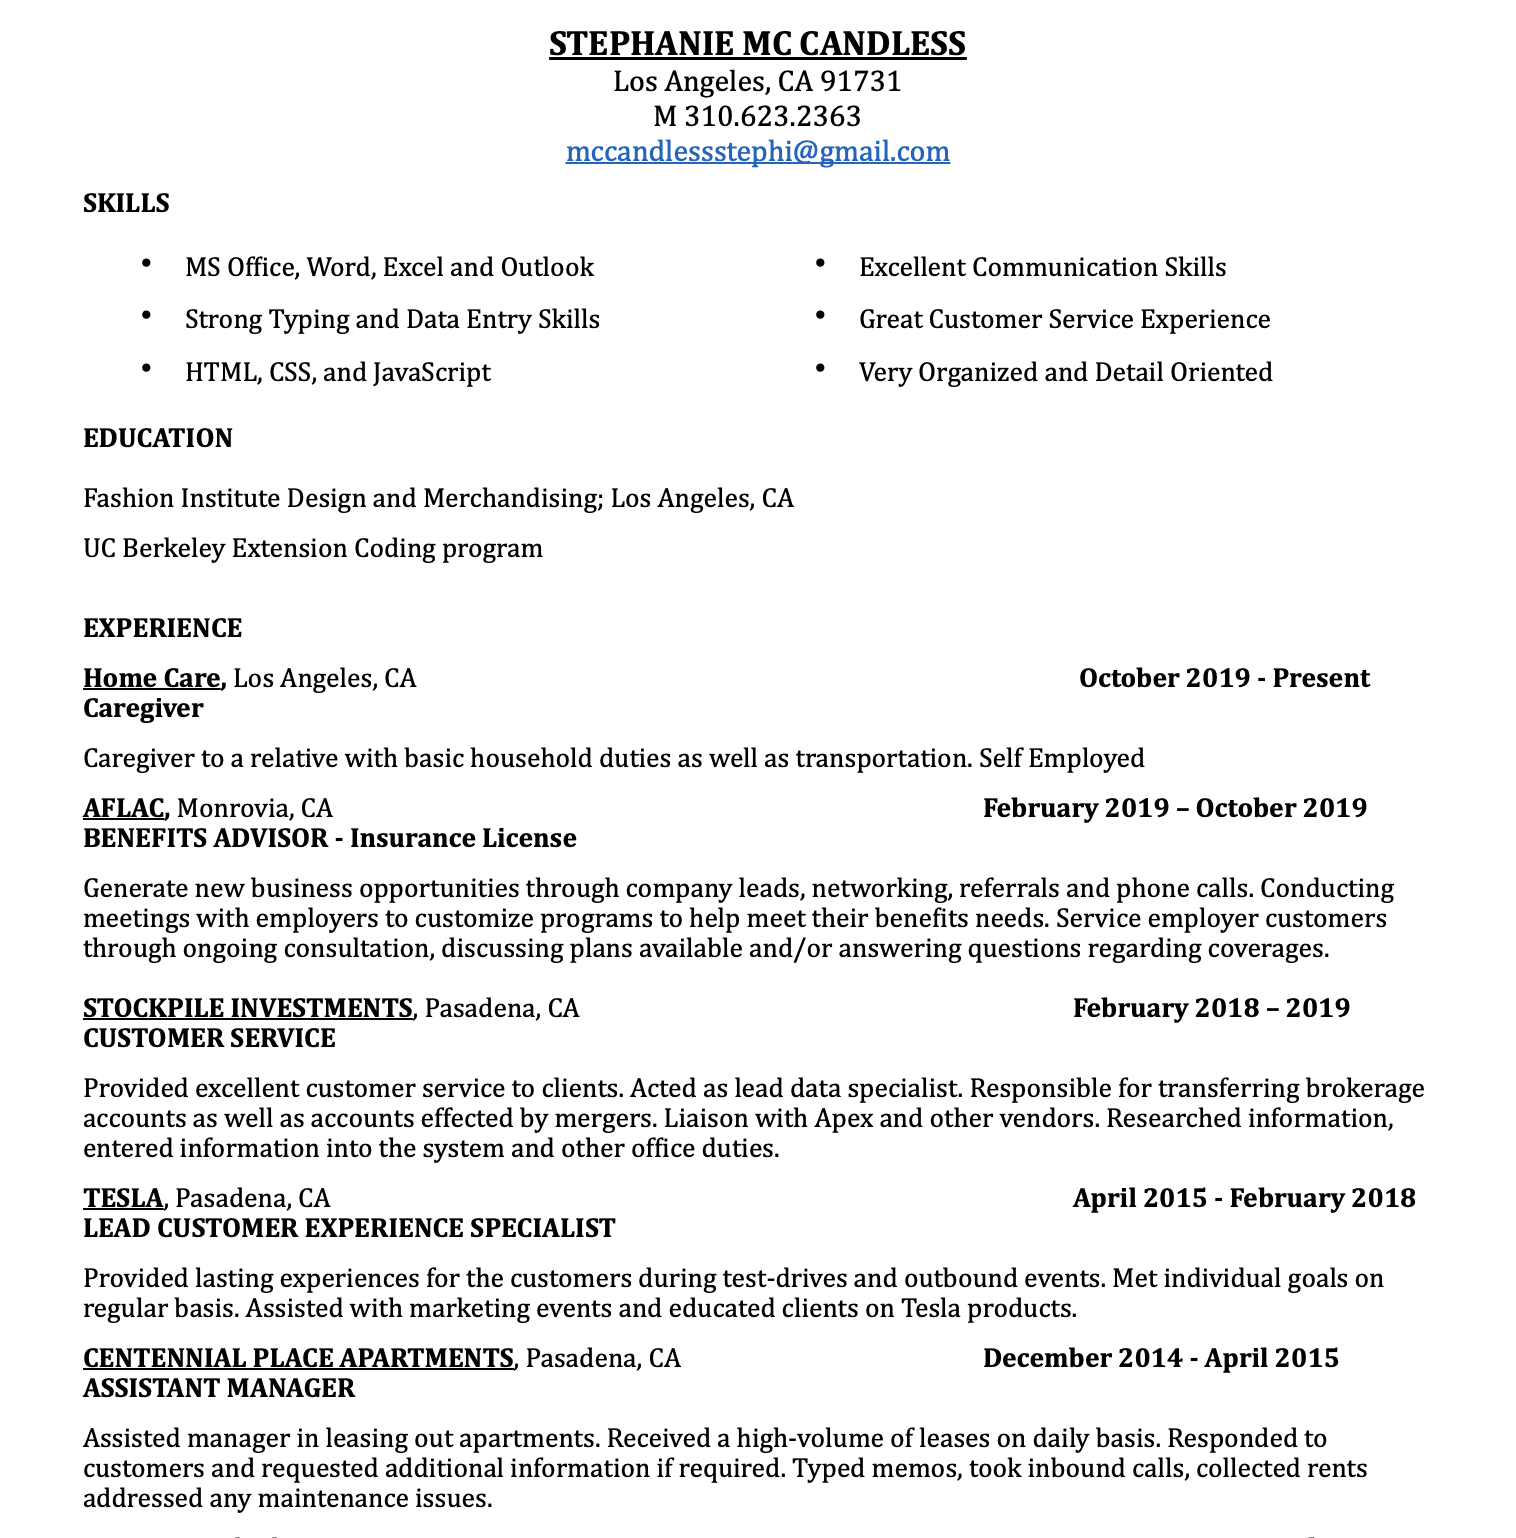 STEPHANIE MC CANDLESS
Los Angeles, CA 91731
M 310.623.2363
mccandlessstephi@gmail.com
SKILLS
• MS Office, Word, Excel and Outlook
• Strong Typing and Data Entry Skills
• HTML, CSS, and JavaScript
• Excellent Communication Skills
• Great Customer Service Experience
• Very Organized and Detail Oriented
EDUCATION
Fashion Institute Design and Merchandising; Los Angeles, CA
UC Berkeley Extension Coding program
EXPERIENCE
Home Care, Los Angeles, CA October 2019 - Present
Caregiver
Caregiver to a relative with basic household duties as well as transportation. Self Employed
AFLAC, Monrovia, CA February 2019 – October 2019
BENEFITS ADVISOR - Insurance License
Generate new business opportunities through company leads, networking, referrals and phone calls. Conducting
meetings with employers to customize programs to help meet their benefits needs. Service employer customers
through ongoing consultation, discussing plans available and/or answering questions regarding coverages.
STOCKPILE INVESTMENTS, Pasadena, CA February 2018 – 2019
CUSTOMER SERVICE
Provided excellent customer service to clients. Acted as lead data specialist. Responsible for transferring brokerage
accounts as well as accounts effected by mergers. Liaison with Apex and other vendors. Researched information,
entered information into the system and other office duties.
TESLA, Pasadena, CA April 2015 - February 2018
LEAD CUSTOMER EXPERIENCE SPECIALIST
Provided lasting experiences for the customers during test-drives and outbound events. Met individual goals on
regular basis. Assisted with marketing events and educated clients on Tesla products.
CENTENNIAL PLACE APARTMENTS, Pasadena, CA December 2014 - April 2015
ASSISTANT MANAGER
Assisted manager in leasing out apartments. Received a high-volume of leases on daily basis. Responded to
customers and requested additional information if required. Typed memos, took inbound calls, collected rents
addressed any maintenance issues.